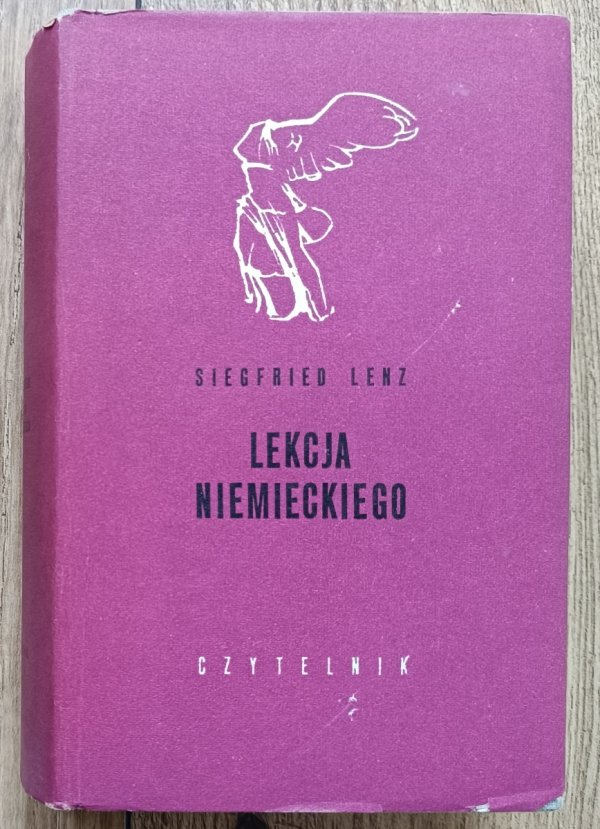 SIEGFRIED LENZ
LEKCJA
NIEMIECKIEGO
CZYTELNIK